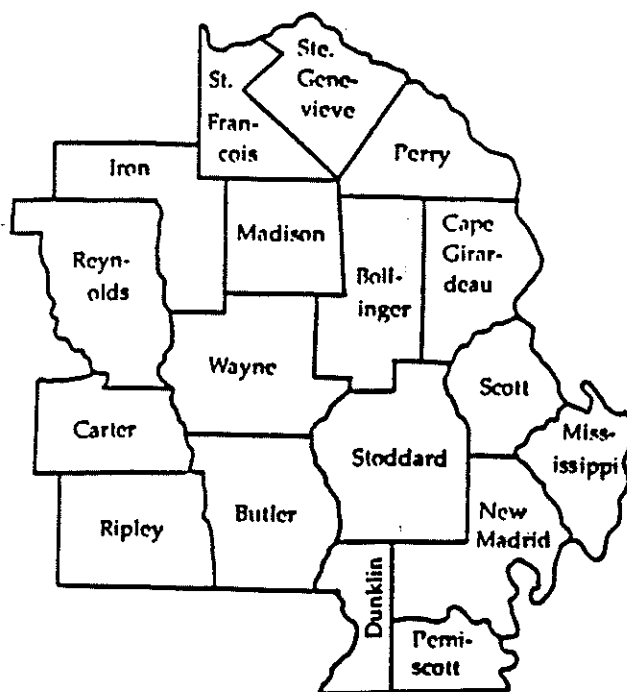 Ste.
Gene-
vieve
St.
Fran-
cois
Perry
Iron
Madison
Cape
Girar-
deau
Reyn-
olds
Boll-
inger
Wayne
Scott
Carter
Miss-
issippi
Stoddard
Ripley
Butler
New
Madrid
Dunklin
Pemi-
scott